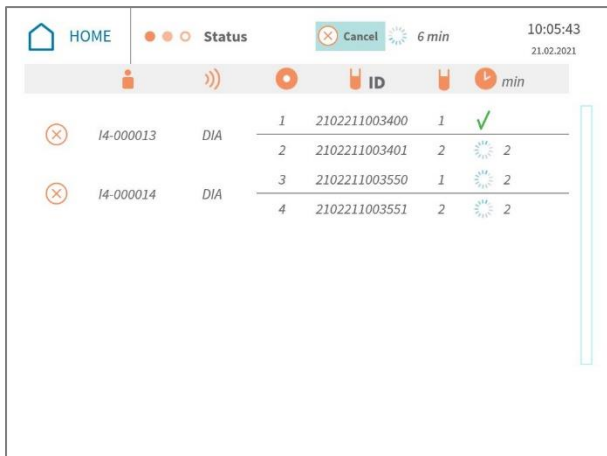 HOME Status Cancel 6 min 10:05:43
21.02.2021
ID min
I4-000013 DIA
1 2102211003400 1
2 2102211003401 2 2
I4-000014 DIA
3 2102211003550 1 2
4 2102211003551 2 2